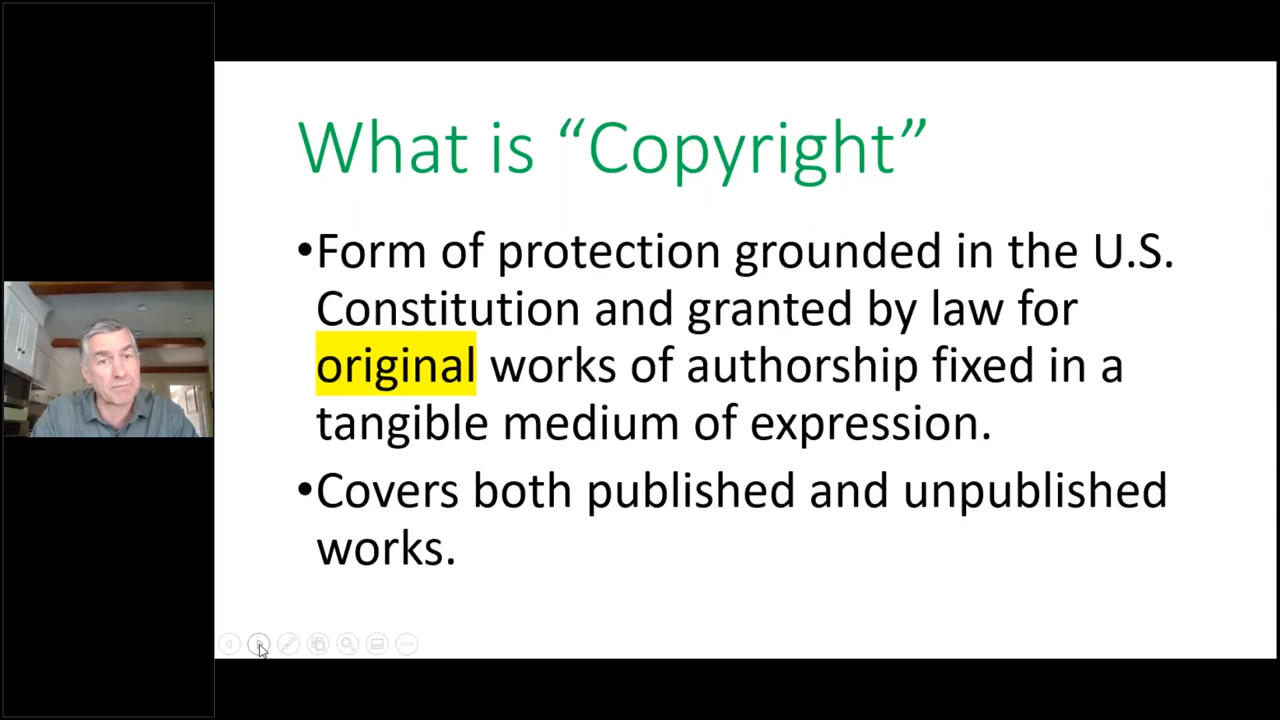 What is “Copyright”
•Form of protection grounded in the U.S.
Constitution and granted by law for
original works of authorship fixed in a
tangible medium of expression.
•Covers both published and unpublished
works.